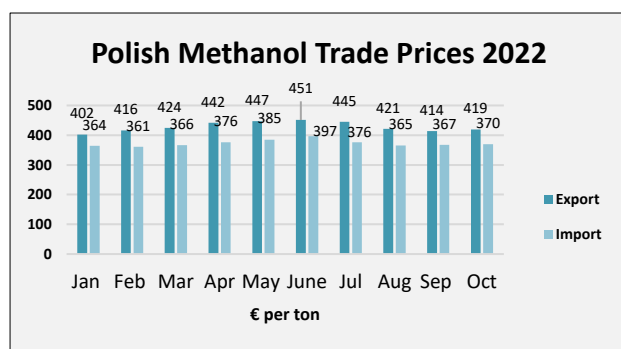 Polish Methanol Trade Prices 2022
402 416 424 442 447 451 445 421 414 419
364 361 366 376 385 397 376 365 367 370
500
400
300
200
100
0
Export
Import
Jan Feb Mar Apr May June Jul Aug Sep Oct
€ per ton